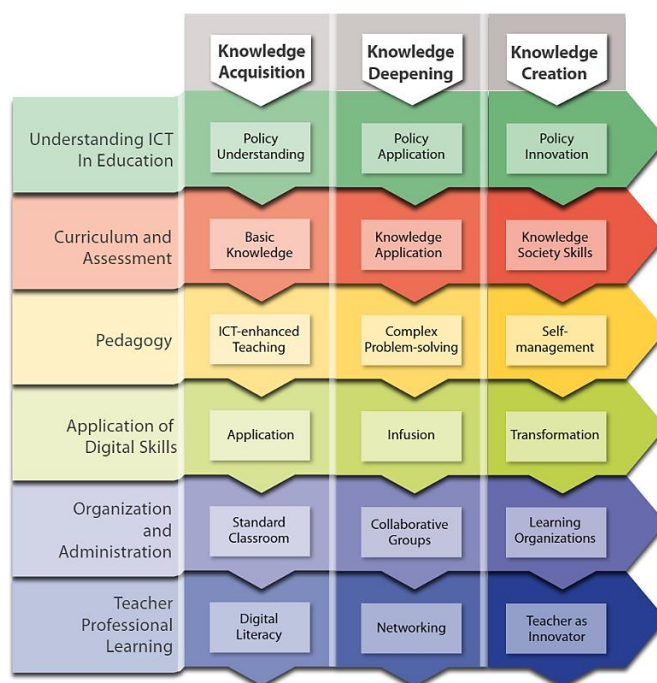 Knowledge
Acquisition
Knowledge
Deepening
Knowledge
Creation
Understanding ICT
In Education
Policy
Understanding
Policy
Application
Policy
Innovation
Curriculum and
Assessment
Basic
Knowledge
Knowledge
Application
Knowledge
Society Skills
Pedagogy
ICT-enhanced
Teaching
Complex
Problem-solving
Self-
management
Application of
Digital Skills
Application
Infusion
Transformation
Organization
and
Administration
Standard
Classroom
Collaborative
Groups
Learning
Organizations
Teacher
Professional
Learning
Digital
Literacy
Networking
Teacher as
Innovator